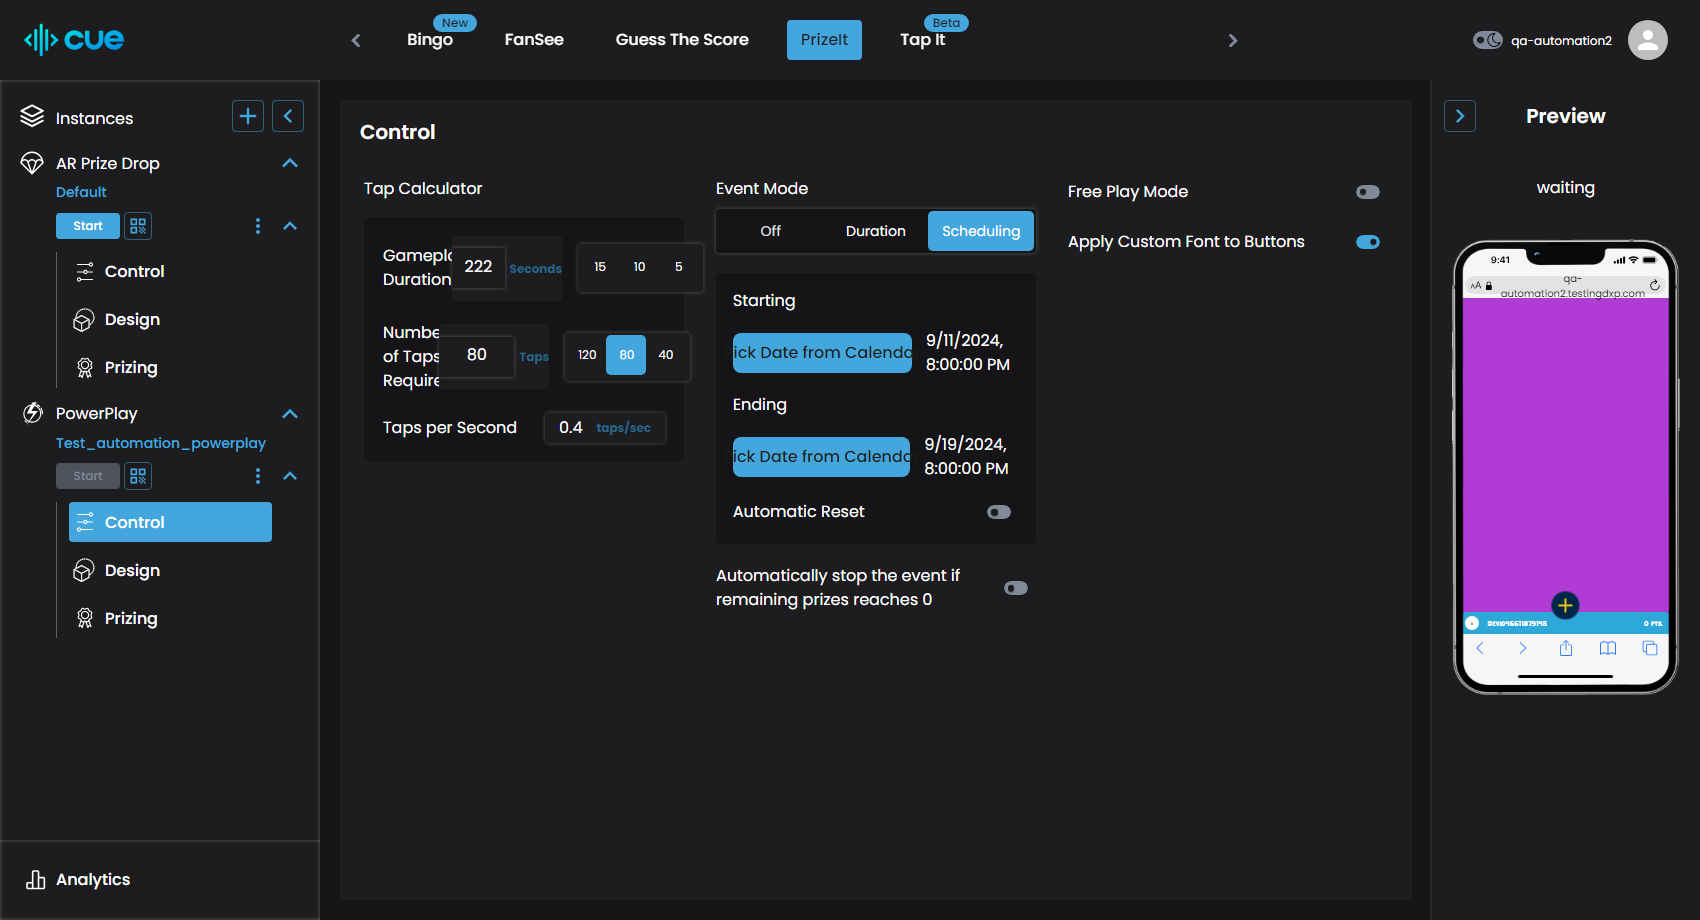 cue
New
Bingo
FanSee
Guess The Score
PrizeIt
Beta
Tap It
qa-automation2
Instances
AR Prize Drop
Default
Start
Control
Design
Prizing
PowerPlay
Test_automation_powerplay
Start
Control
Design
Prizing
Analytics
Control
Tap Calculator
Gamepl
Duration
222 Seconds
15 10 5
Numbe
of Taps
Require
80 Taps
120 80 40
Taps per Second
0.4 taps/sec
Event Mode
Off Duration Scheduling
Starting
ick Date from Calenda
9/11/2024,
8:00:00 PM
Ending
ick Date from Calenda
9/19/2024,
8:00:00 PM
Automatic Reset
Automatically stop the event if
remaining prizes reaches 0
Free Play Mode
Apply Custom Font to Buttons
Preview
waiting
9:41
AA
qa-
automation2.testingdxp.com
0 PTS.